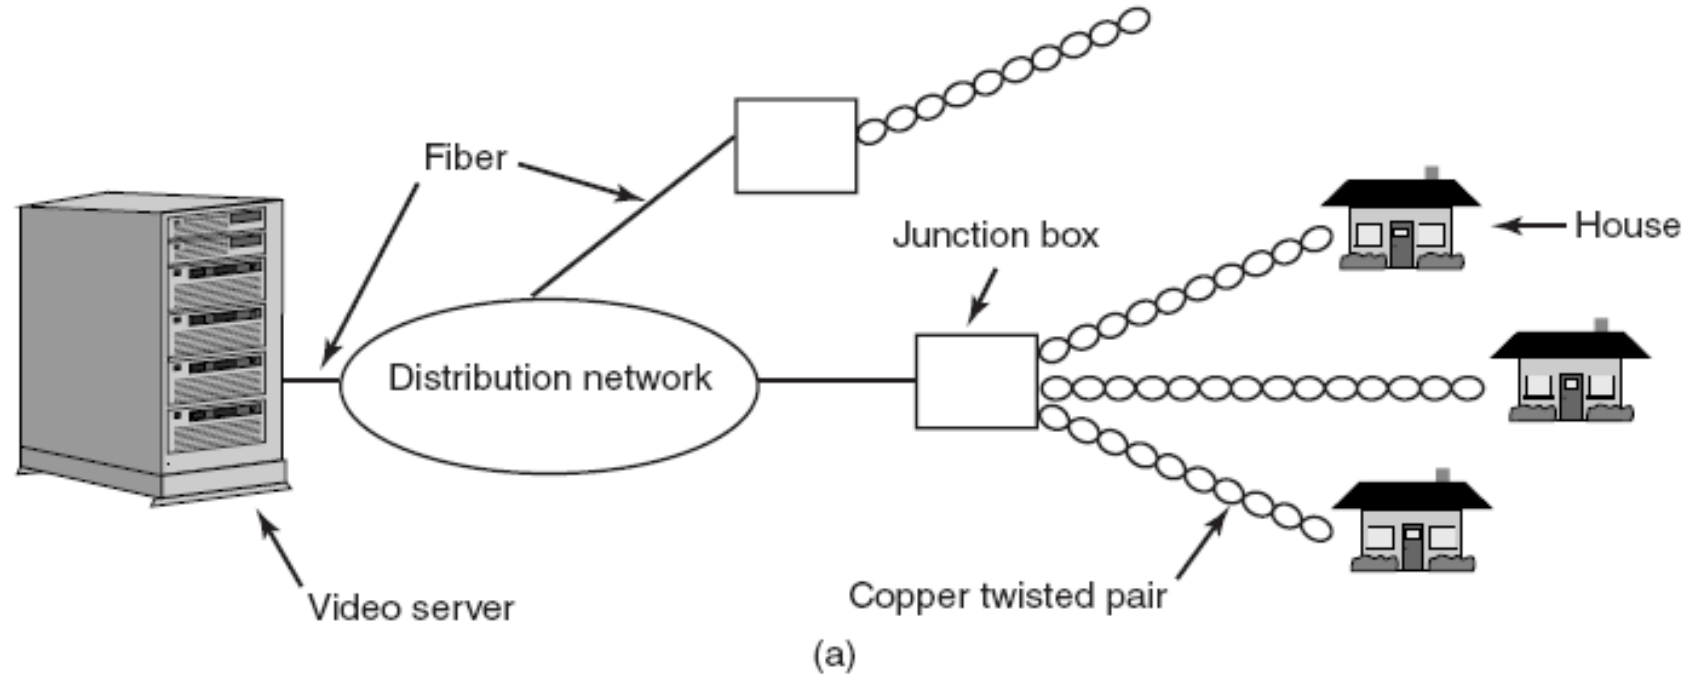 Fiber
Junction box
House
Distribution network
Copper twisted pair
Video server
(a)